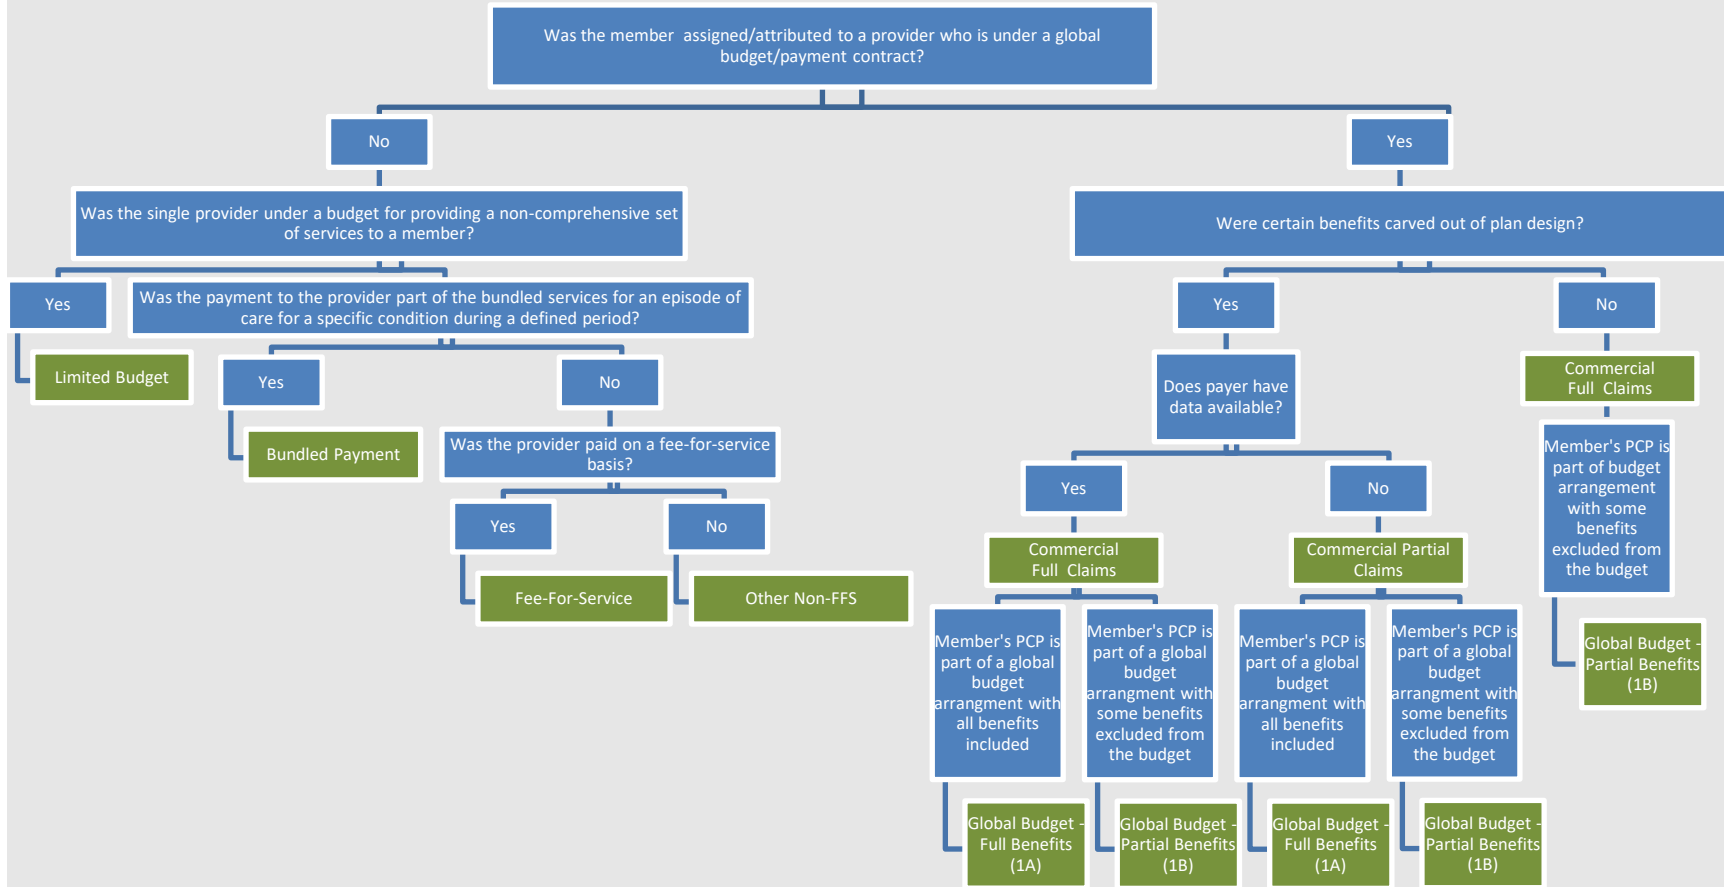 Was the member  assigned/attributed to a provider who is under a global
budget/payment contract?
No
Yes
Was the single provider under a budget for providing a non-comprehensive set
of services to a member?
Were certain benefits carved out of plan design?
Yes
Was the payment to the provider part of the bundled services for an episode of
care for a specific condition during a defined period?
Yes
No
Limited Budget
Yes
No
Does payer have
data available?
Commercial
Full  Claims
Bundled Payment
Was the provider paid on a fee-for-service
basis?
Member's PCP is
part of budget
arrangement
with some
benefits
excluded from
the budget
Yes
No
Yes
No
Commercial
Full  Claims
Commercial Partial
Claims
Fee-For-Service
Other Non-FFS
Member's PCP is
part of a global
budget
arrangment with
all benefits
included
Member's PCP is
part of a global
budget
arrangment with
some benefits
excluded from
the budget
Member's PCP is
part of a global
budget
arrangment with
all benefits
included
Member's PCP is
part of a global
budget
arrangment with
some benefits
excluded from
the budget
Global Budget -
Partial Benefits
(1B)
Global Budget -
Full Benefits
(1A)
Global Budget -
Partial Benefits
(1B)
Global Budget -
Full Benefits
(1A)
Global Budget -
Partial Benefits
(1B)